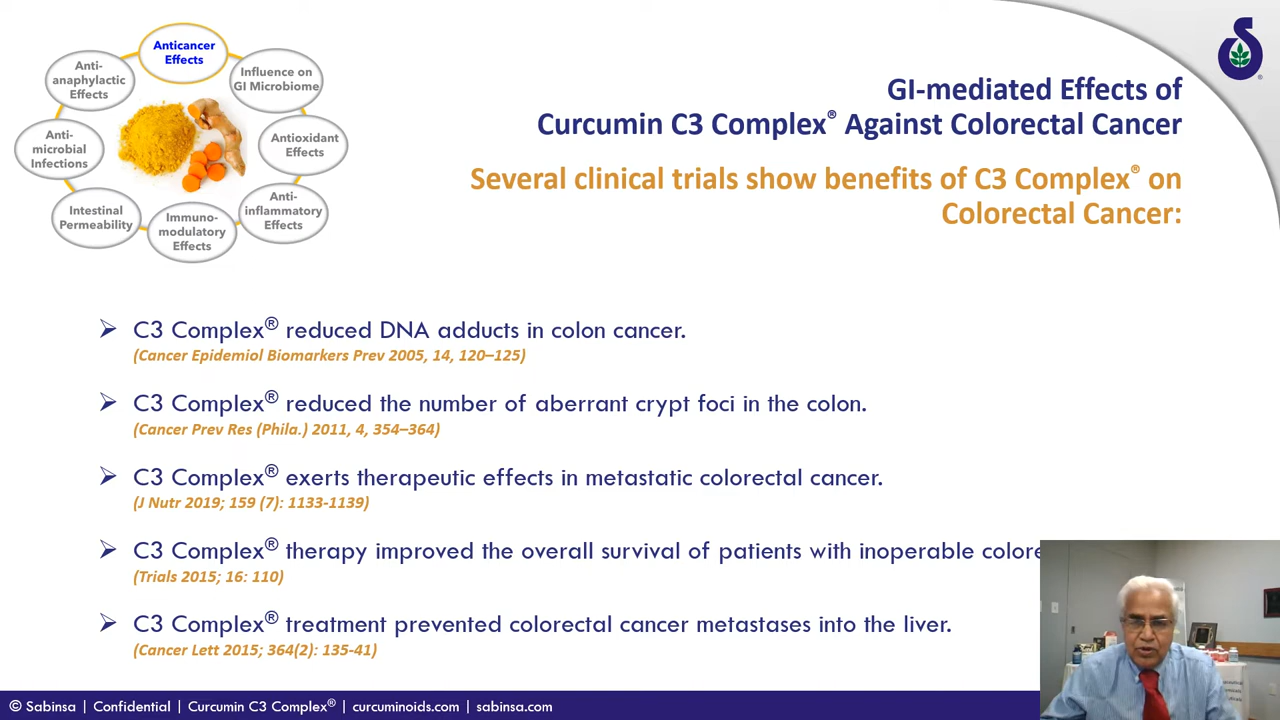 Anticancer
Effects
Anti-
anaphylactic
Effects
Influence on
GI Microbiome
Anti-
microbial
Infections
Antioxidant
Effects
Intestinal
Permeability
Immuno-
modulatory
Effects
Anti-
inflammatory
Effects
GI-mediated Effects of
Curcumin C3 Complex® Against Colorectal Cancer
Several clinical trials show benefits of C3 Complex® on
Colorectal Cancer:
C3 Complex® reduced DNA adducts in colon cancer.
(Cancer Epidemiol Biomarkers Prev 2005, 14, 120–125)
C3 Complex® reduced the number of aberrant crypt foci in the colon.
(Cancer Prev Res (Phila.) 2011, 4, 354–364)
C3 Complex® exerts therapeutic effects in metastatic colorectal cancer.
(J Nutr 2019; 159 (7): 1133-1139)
C3 Complex® therapy improved the overall survival of patients with inoperable colore
(Trials 2015; 16: 110)
C3 Complex® treatment prevented colorectal cancer metastases into the liver.
(Cancer Lett 2015; 364(2): 135-41)
© Sabinsa | Confidential | Curcumin C3 Complex® | curcuminoids.com | sabinsa.com